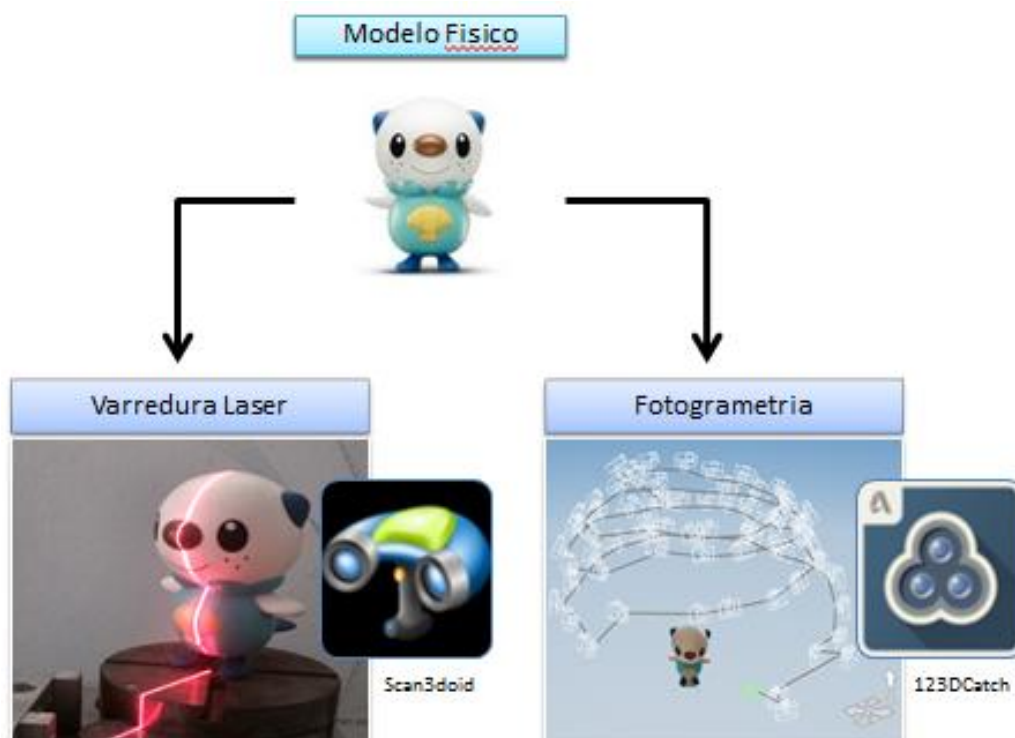 Modelo Fisico
Varredura Laser
Fotogrametria
Scan3doid
123DCatch